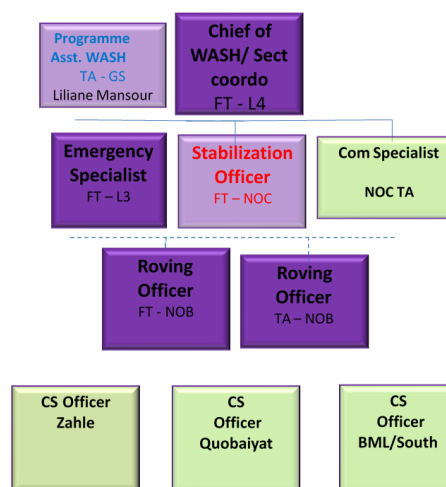 Programme
Asst. WASH
TA - GS
Liliane Mansour
Chief of
WASH/ Sect
coordo
FT - L4
Emergency
Specialist
FT – L3
Stabilization
Officer
FT – NOC
Com Specialist
NOC TA
Roving
Officer
FT - NOB
Roving
Officer
TA – NOB
CS Officer
Zahle
CS
Officer
Quobaiyat
CS
Officer
BML/South